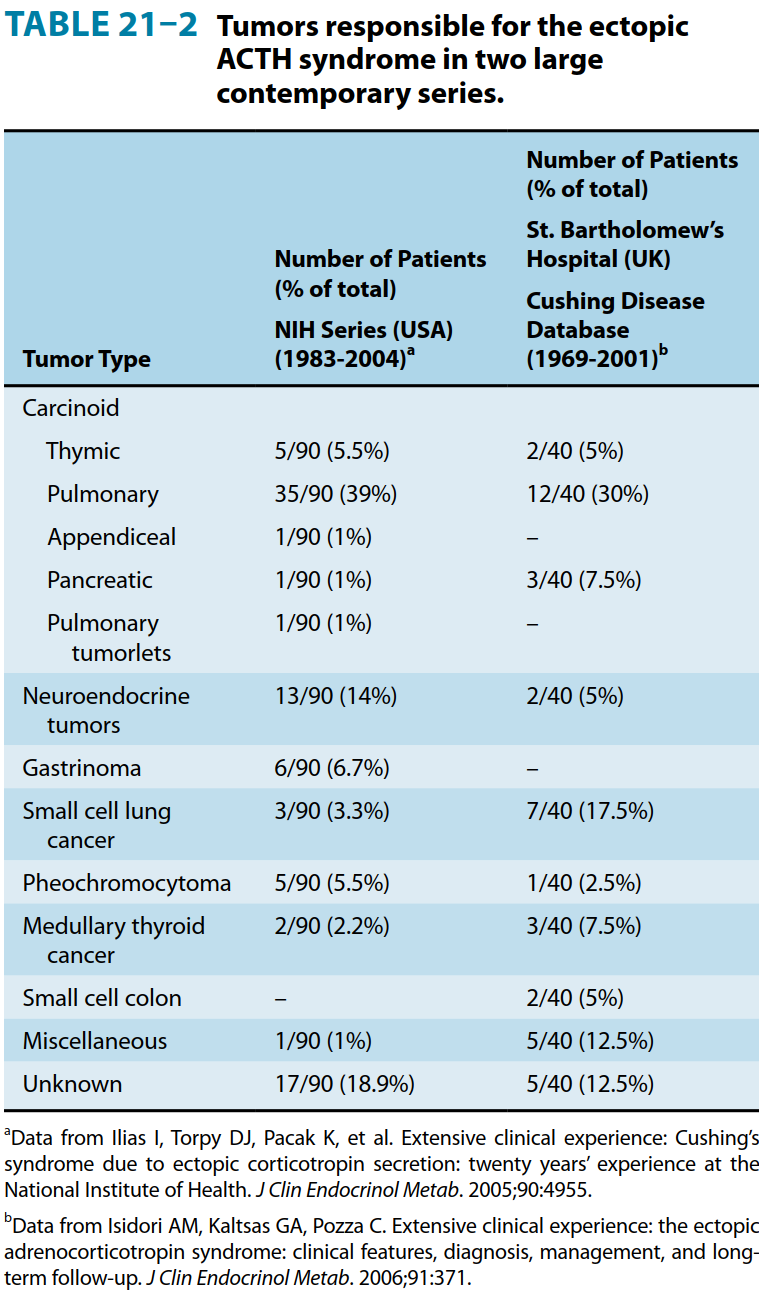 TABLE 21–2 Tumors responsible for the ectopic
ACTH syndrome in two large
contemporary series.
Tumor Type
Number of Patients
(% of total)
NIH Series (USA)
(1983-2004)a
Number of Patients
(% of total)
St. Bartholomew’s
Hospital (UK)
Cushing Disease
Database
(1969-2001)b
Carcinoid
Thymic 5/90 (5.5%) 2/40 (5%)
Pulmonary 35/90 (39%) 12/40 (30%)
Appendiceal 1/90 (1%) –
Pancreatic 1/90 (1%) 3/40 (7.5%)
Pulmonary 1/90 (1%) –
tumorlets
Neuroendocrine 13/90 (14%) 2/40 (5%)
tumors
Gastrinoma 6/90 (6.7%) –
Small cell lung 3/90 (3.3%) 7/40 (17.5%)
cancer
Pheochromocytoma 5/90 (5.5%) 1/40 (2.5%)
Medullary thyroid 2/90 (2.2%) 3/40 (7.5%)
cancer
Small cell colon – 2/40 (5%)
Miscellaneous 1/90 (1%) 5/40 (12.5%)
Unknown 17/90 (18.9%) 5/40 (12.5%)
aData from Ilias I, Torpy DJ, Pacak K, et al. Extensive clinical experience: Cushing’s
syndrome due to ectopic corticotropin secretion: twenty years’ experience at the
National Institute of Health. J Clin Endocrinol Metab. 2005;90:4955.
bData from Isidori AM, Kaltsas GA, Pozza C. Extensive clinical experience: the ectopic
adrenocorticotropin syndrome: clinical features, diagnosis, management, and long-
term follow-up. J Clin Endocrinol Metab. 2006;91:371.